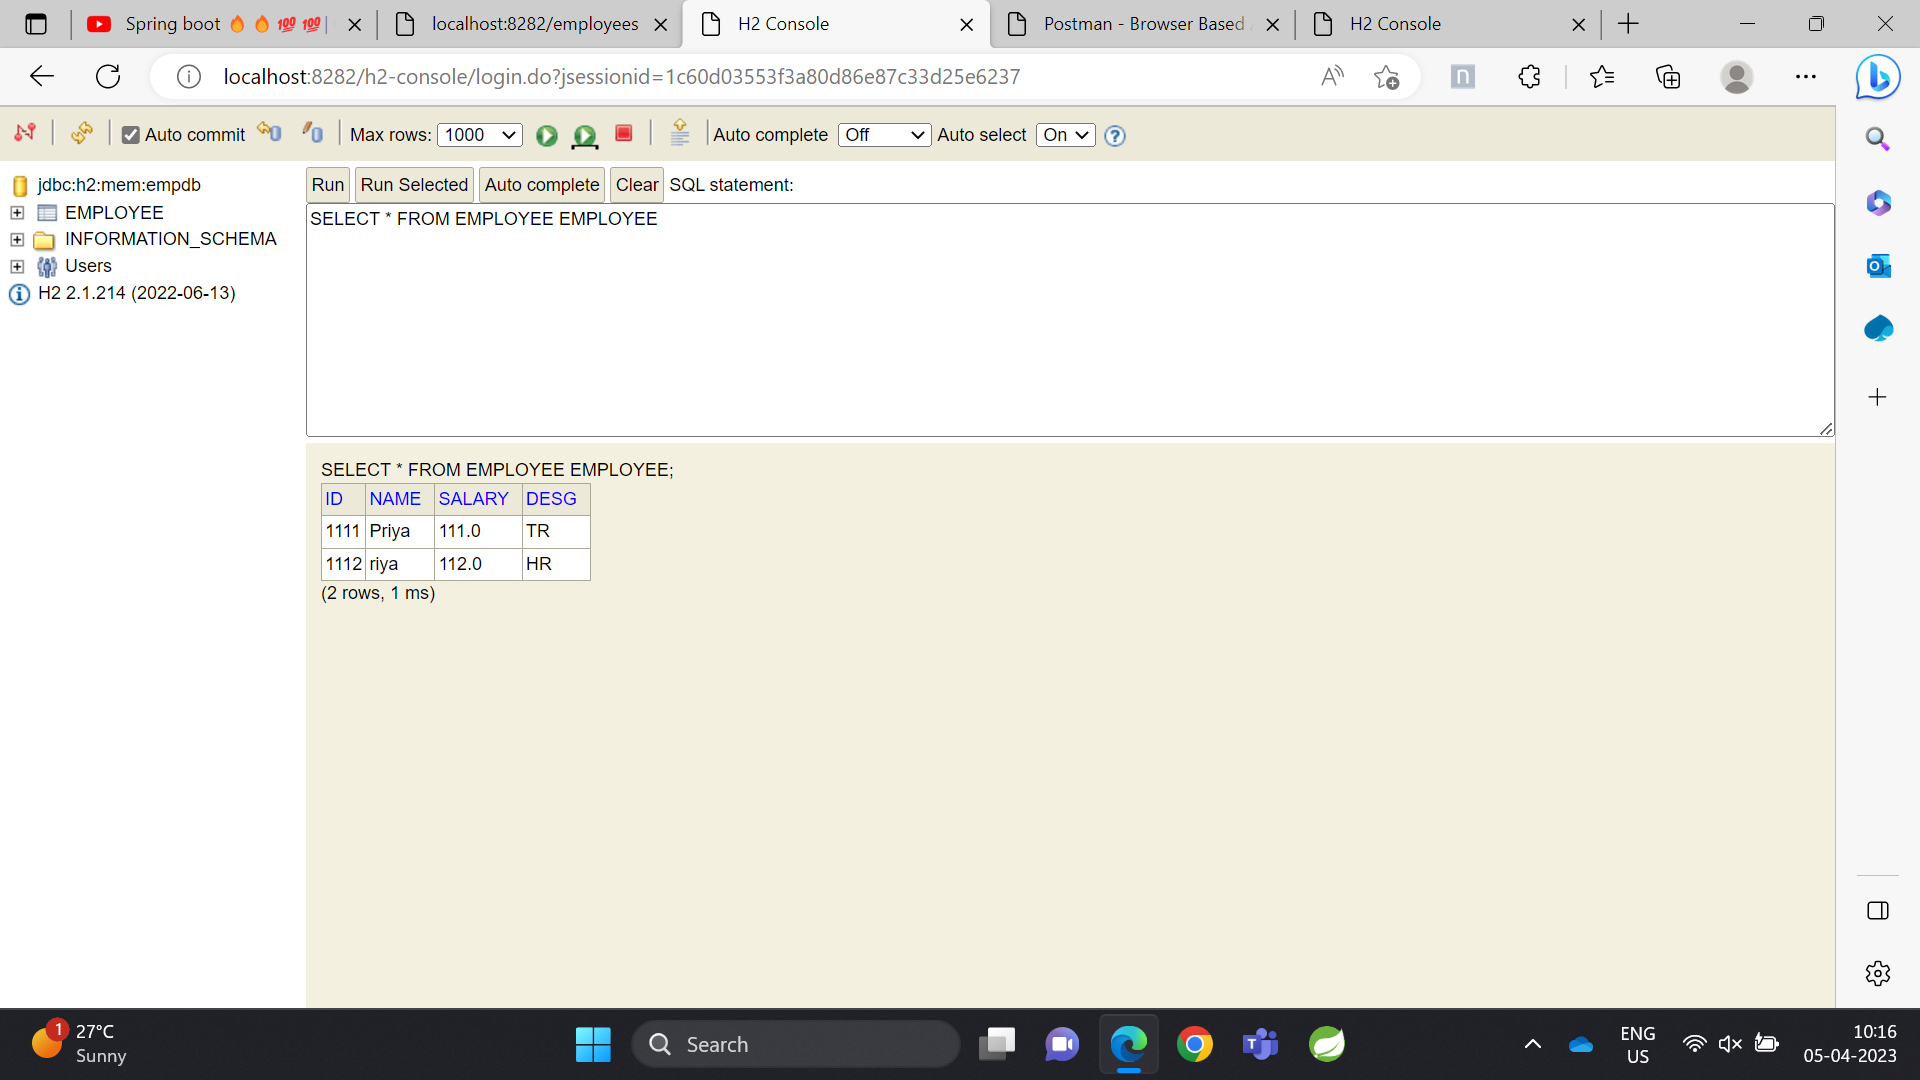 Spring boot 🔥 🔥 💯 💯|
localhost:8282/employees
H2 Console
Postman - Browser Based
H2 Console
localhost:8282/h2-console/login.do?jsessionid=1c60d03553f3a80d86e87c33d25e6237
Auto commit
Max rows: 1000
Auto complete Off
Auto select On
jdbc:h2:mem:empdb
EMPLOYEE
INFORMATION_SCHEMA
Users
H2 2.1.214 (2022-06-13)
Run Run Selected Auto complete Clear SQL statement:
SELECT * FROM EMPLOYEE EMPLOYEE
SELECT * FROM EMPLOYEE EMPLOYEE;
ID NAME SALARY DESG
1111 Priya 111.0 TR
1112 riya 112.0 HR
(2 rows, 1 ms)
1
27°C
Sunny
Search
ENG
US
10:16
05-04-2023